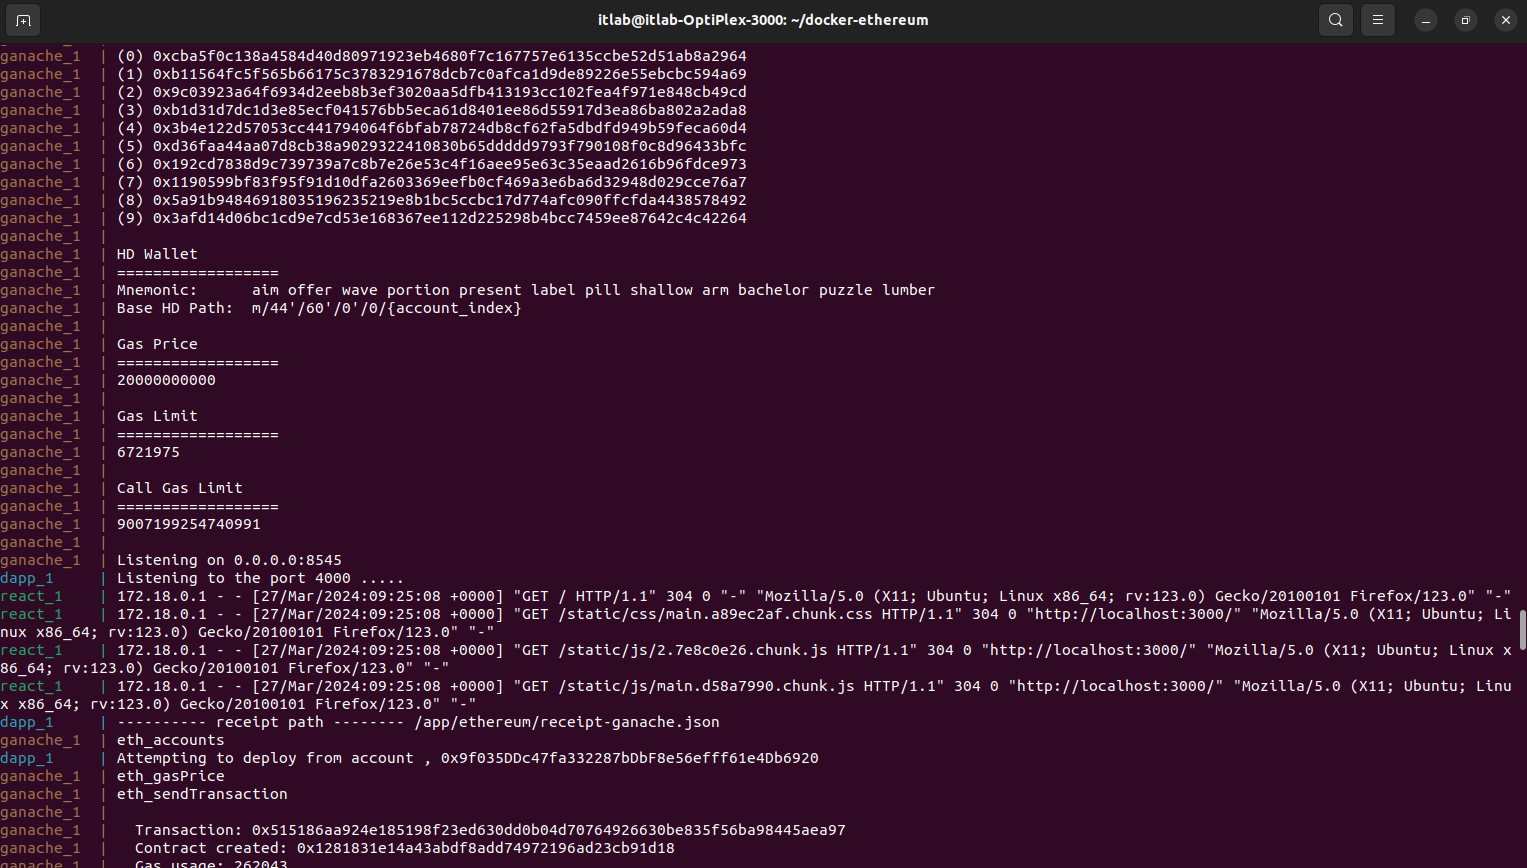 itlab@itlab-OptiPlex-3000: ~/docker-ethereum
ganache_1  | (0) 0xcba5f0c138a4584d40d80971923eb4680f7c167757e6135ccbe52d51ab8a2964
ganache_1  | (1) 0xb11564fc5f565b66175c3783291678dcb7c0afca1d9de89226e55ebcbc594a69
ganache_1  | (2) 0x9c03923a64f6934d2eeb8b3ef3020aa5dfb413193cc102fea4f971e848cb49cd
ganache_1  | (3) 0xb1d31d7dc1d3e85ecf041576bb5eca61d8401ee86d55917d3ea86ba802a2ada8
ganache_1  | (4) 0x3b4e122d57053cc441794064f6bfab78724db8cf62fa5dbdfd949b59feca60d4
ganache_1  | (5) 0xd36faa44aa07d8cb38a9029322410830b65ddddd9793f790108f0c8d96433bfc
ganache_1  | (6) 0x192cd7838d9c739739a7c8b7e26e53c4f16aee95e63c35eaad2616b96fdce973
ganache_1  | (7) 0x1190599bf83f95f91d10dfa2603369eefb0cf469a3e6ba6d32948d029cce76a7
ganache_1  | (8) 0x5a91b94846918035196235219e8b1bc5ccbc17d774afc090ffcfda4438578492
ganache_1  | (9) 0x3afd14d06bc1cd9e7cd53e168367ee112d225298b4bcc7459ee87642c4c42264
ganache_1  |
ganache_1  | HD Wallet
ganache_1  | ==================
ganache_1  | Mnemonic:      aim offer wave portion present label pill shallow arm bachelor puzzle lumber
ganache_1  | Base HD Path:  m/44'/60'/0'/0/{account_index}
ganache_1  |
ganache_1  | Gas Price
ganache_1  | ==================
ganache_1  | 20000000000
ganache_1  |
ganache_1  | Gas Limit
ganache_1  | ==================
ganache_1  | 6721975
ganache_1  |
ganache_1  | Call Gas Limit
ganache_1  | ==================
ganache_1  | 9007199254740991
ganache_1  |
ganache_1  | Listening on 0.0.0.0:8545
dapp_1     | Listening to the port 4000 .....
react_1    | 172.18.0.1 - - [27/Mar/2024:09:25:08 +0000] "GET / HTTP/1.1" 304 0 "-" "Mozilla/5.0 (X11; Ubuntu; Linux x86_64; rv:123.0) Gecko/20100101 Firefox/123.0" "-"
react_1    | 172.18.0.1 - - [27/Mar/2024:09:25:08 +0000] "GET /static/css/main.a89ec2af.chunk.css HTTP/1.1" 304 0 "http://localhost:3000/" "Mozilla/5.0 (X11; Ubuntu; Li
nux x86_64; rv:123.0) Gecko/20100101 Firefox/123.0" "-"
react_1    | 172.18.0.1 - - [27/Mar/2024:09:25:08 +0000] "GET /static/js/2.7e8c0e26.chunk.js HTTP/1.1" 304 0 "http://localhost:3000/" "Mozilla/5.0 (X11; Ubuntu; Linux x
86_64; rv:123.0) Gecko/20100101 Firefox/123.0" "-"
react_1    | 172.18.0.1 - - [27/Mar/2024:09:25:08 +0000] "GET /static/js/main.d58a7990.chunk.js HTTP/1.1" 304 0 "http://localhost:3000/" "Mozilla/5.0 (X11; Ubuntu; Linu
x x86_64; rv:123.0) Gecko/20100101 Firefox/123.0" "-"
dapp_1     | ---------- receipt path -------- /app/ethereum/receipt-ganache.json
ganache_1  | eth_accounts
dapp_1     | Attempting to deploy from account , 0x9f035DDc47fa332287bDbF8e56efff61e4Db6920
ganache_1  | eth_gasPrice
ganache_1  | eth_sendTransaction
ganache_1  |
ganache_1  |   Transaction: 0x515186aa924e185198f23ed630dd0b04d70764926630be835f56ba98445aea97
ganache_1  |   Contract created: 0x1281831e14a43abdf8add74972196ad23cb91d18
ganache_1  |   Gas usage: 262043